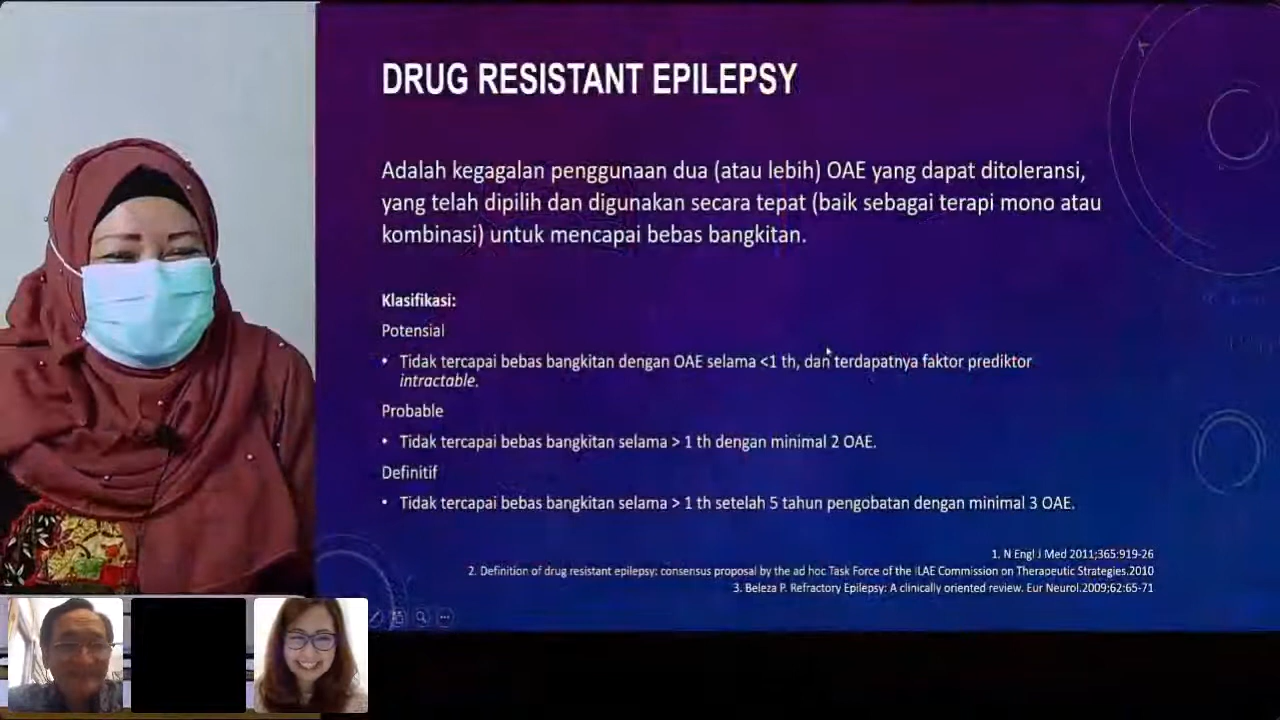 DRUG RESISTANT EPILEPSY
Adalah kegagalan penggunaan dua (atau lebih) OAE yang dapat ditoleransi,
yang telah dipilih dan digunakan secara tepat (baik sebagai terapi mono atau
kombinasi) untuk mencapai bebas bangkitan.
Klasifikasi:
Potensial
• Tidak tercapai bebas bangkitan dengan OAE selama <1 th, dan terdapatnya faktor prediktor
intractable.
Probable
• Tidak tercapai bebas bangkitan selama > 1 th dengan minimal 2 OAE.
Definitif
• Tidak tercapai bebas bangkitan selama > 1 th setelah 5 tahun pengobatan dengan minimal 3 OAE.
1. N Engl J Med 2011;365:919-26
2. Definition of drug resistant epilepsy: consensus proposal by the ad hoc Task Force of the ILAE Commission on Therapeutic Strategies.2010
3. Beleza P. Refractory Epilepsy: A clinically oriented review. Eur Neurol.2009;62:65-71